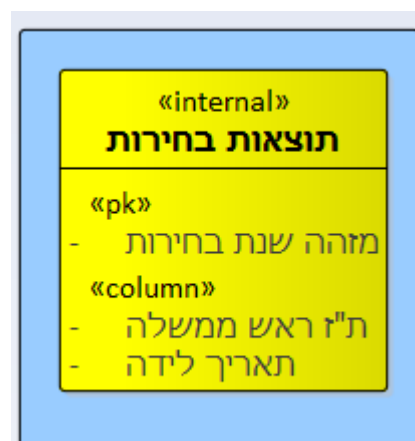 «internal»
תוצאות בחירות
«pk»
- מזהה שנת בחירות
«column»
- ת"ז ראש ממשלה
- תאריך לידה